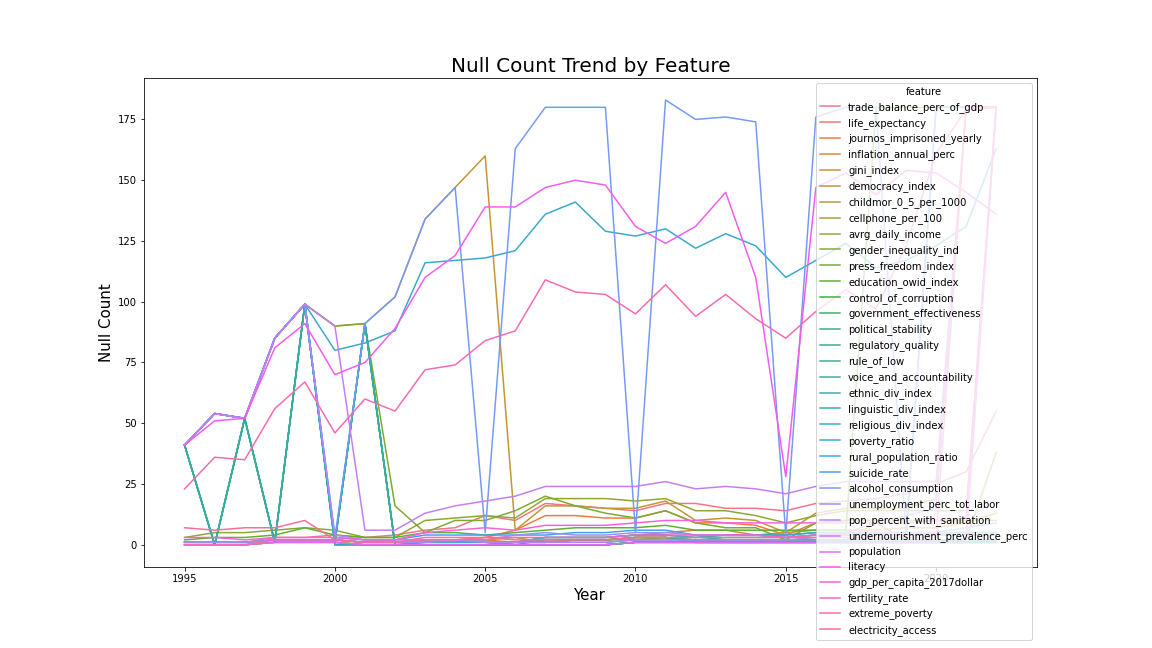 Null Count Trend by Feature
Null Count
175
150
125
100
75
50
25
0
1995
2000
2005
2010
2015
2020
Year
feature
trade_balance_perc_of_gdp
life_expectancy
journos_imprisoned_yearly
inflation_annual_perc
gini_index
democracy_index
childmor_0_5_per_1000
cellphone_per_100
avrg_daily_income
gender_inequality_ind
press_freedom_index
education_owid_index
control_of_corruption
government_effectiveness
political_stability
regulatory_quality
rule_of_low
voice_and_accountability
ethnic_div_index
linguistic_div_index
religious_div_index
poverty_ratio
rural_population_ratio
suicide_rate
alcohol_consumption
unemployment_perc_tot_labor
pop_percent_with_sanitation
undernourishment_prevalence_perc
population
literacy
gdp_per_capita_2017dollar
fertility_rate
extreme_poverty
electricity_access